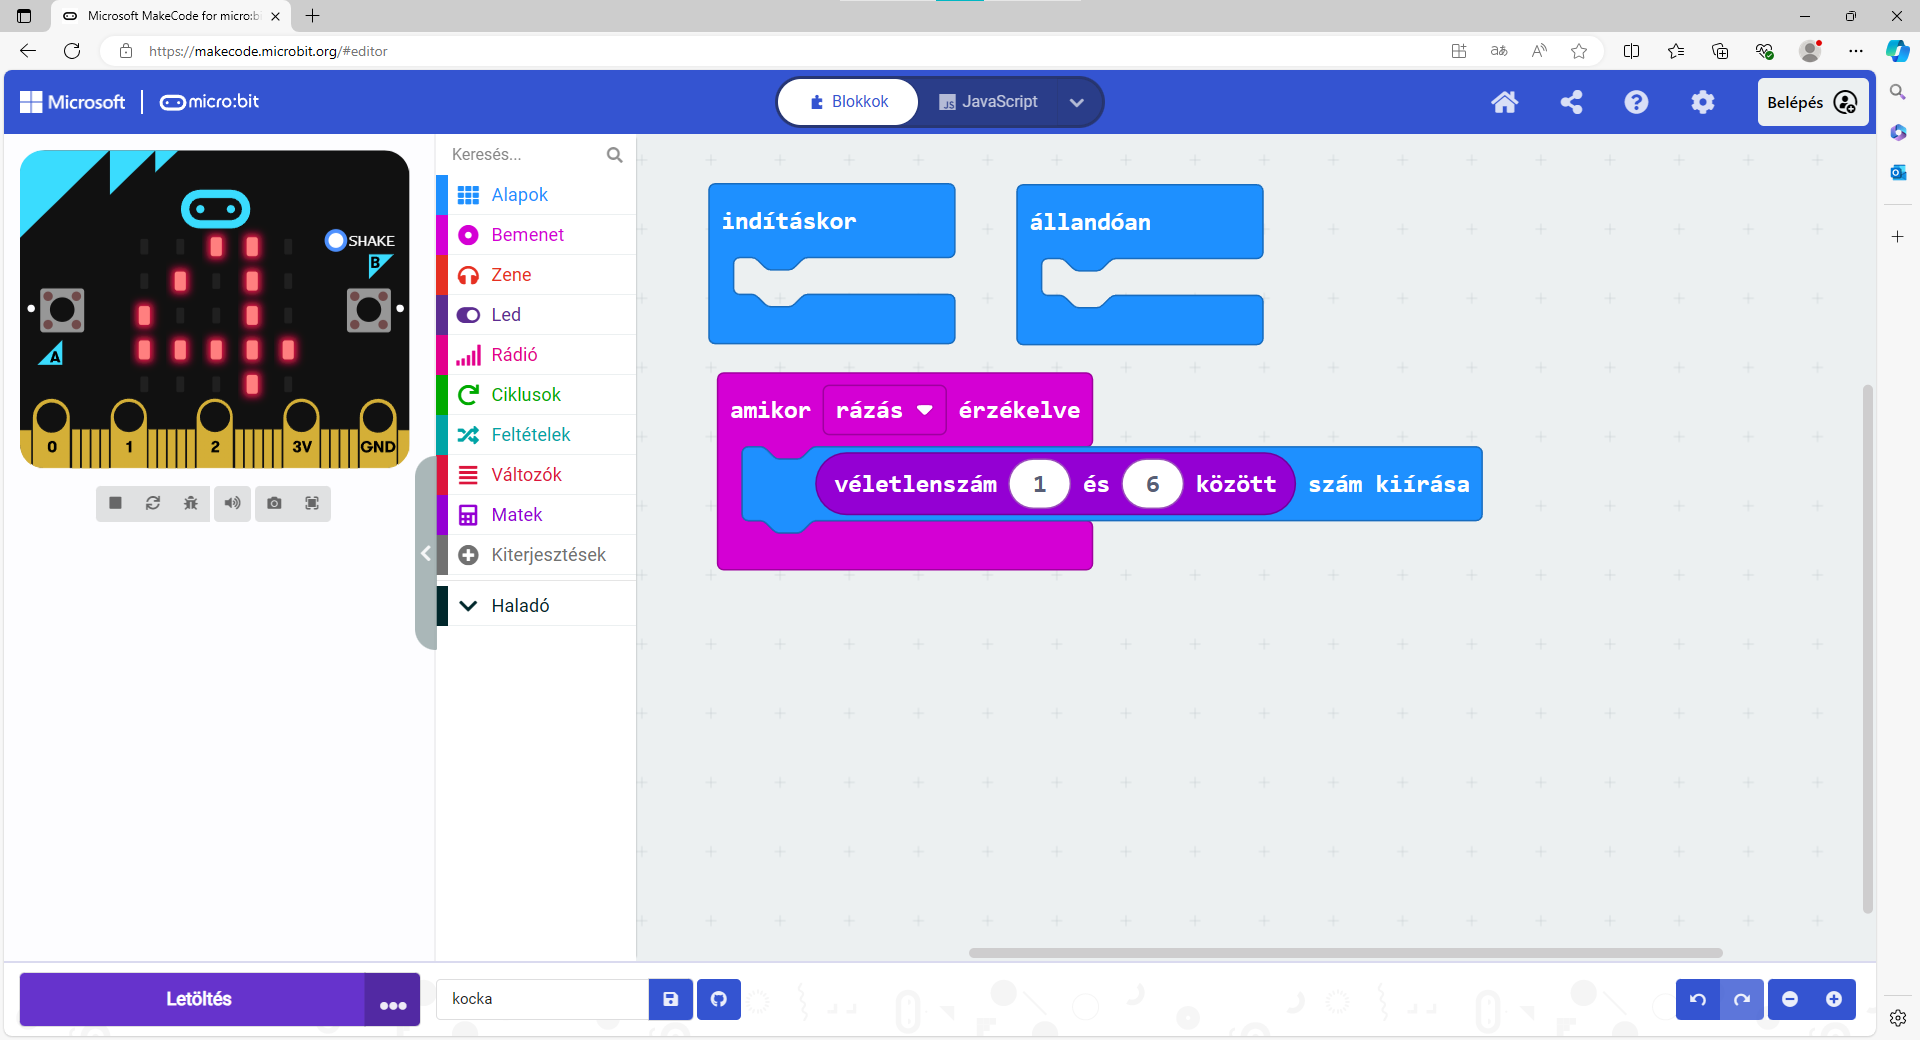 Microsoft MakeCode for micro:b
https://makecode.microbit.org/#editor
Microsoft
micro:bit
Blokkok
JS JavaScript
Belépés
SHAKE
B
A
0 1 2 3V GND
Keresés...
Alapok
Bemenet
Zene
Led
Rádió
Ciklusok
Feltételek
Változók
Matek
Kiterjesztések
Haladó
indításkor
állandóan
amikor rázás érzékelve
véletlenszám 1 és 6 között szám kiírása
Letöltés
kocka